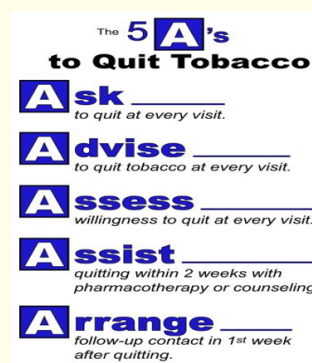 The 5 A's
to Quit Tobacco
Ask
to quit at every visit.
Advise
to quit tobacco at every visit.
Assess
willingness to quit at every visit.
Assist
quitting within 2 weeks with
pharmacotherapy or counseling
Arrange
follow-up contact in 1st week
after quitting.